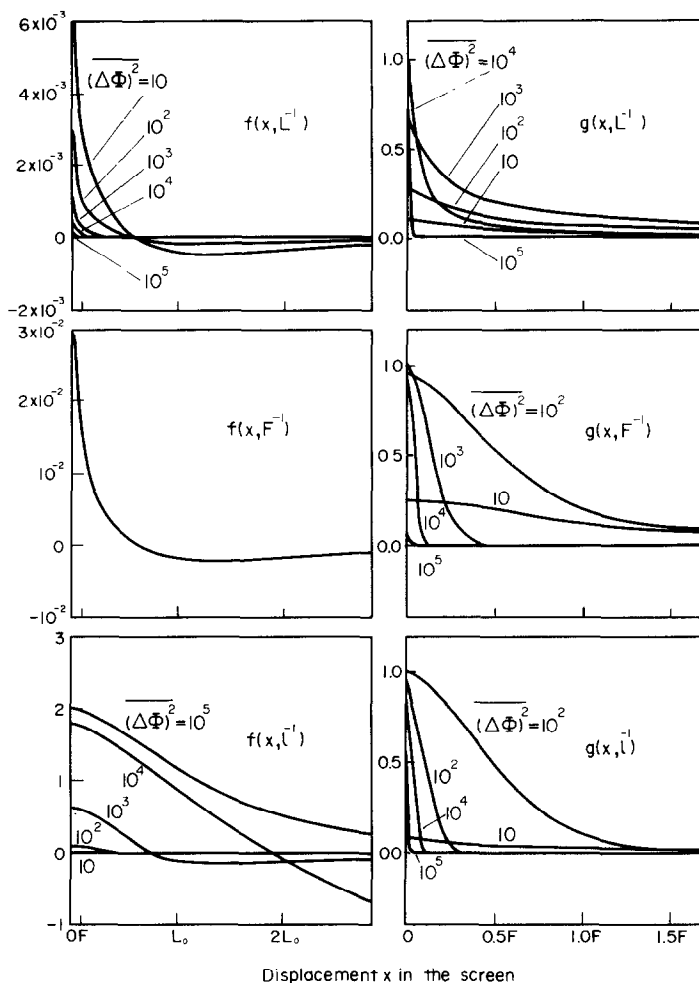 6x10⁻³
4x10⁻³
2x10⁻³
0
-2x10⁻³
(ΔΦ)² = 10
10²
10³
10⁴
10⁵
f(x,L⁻¹)
1.0
0.5
0.0
(ΔΦ)² = 10⁴
10³
10²
10
10⁵
g(x,L⁻¹)
3x10⁻²
2x10⁻²
10⁻²
0
-10⁻²
f(x,F⁻¹)
1.0
0.5
0.0
(ΔΦ)² = 10²
10³
10
10⁴
10⁵
g(x,F⁻¹)
3
2
1
0
-1
(ΔΦ)² = 10⁵
10⁴
10³
10²
10
f(x,l⁻¹)
0F
L₀
2L₀
1.0
0.5
0.0
(ΔΦ)² = 10²
10²
10⁴
10
10⁵
g(x,l⁻¹)
0
0.5F
1.0F
1.5F
Displacement x in the screen